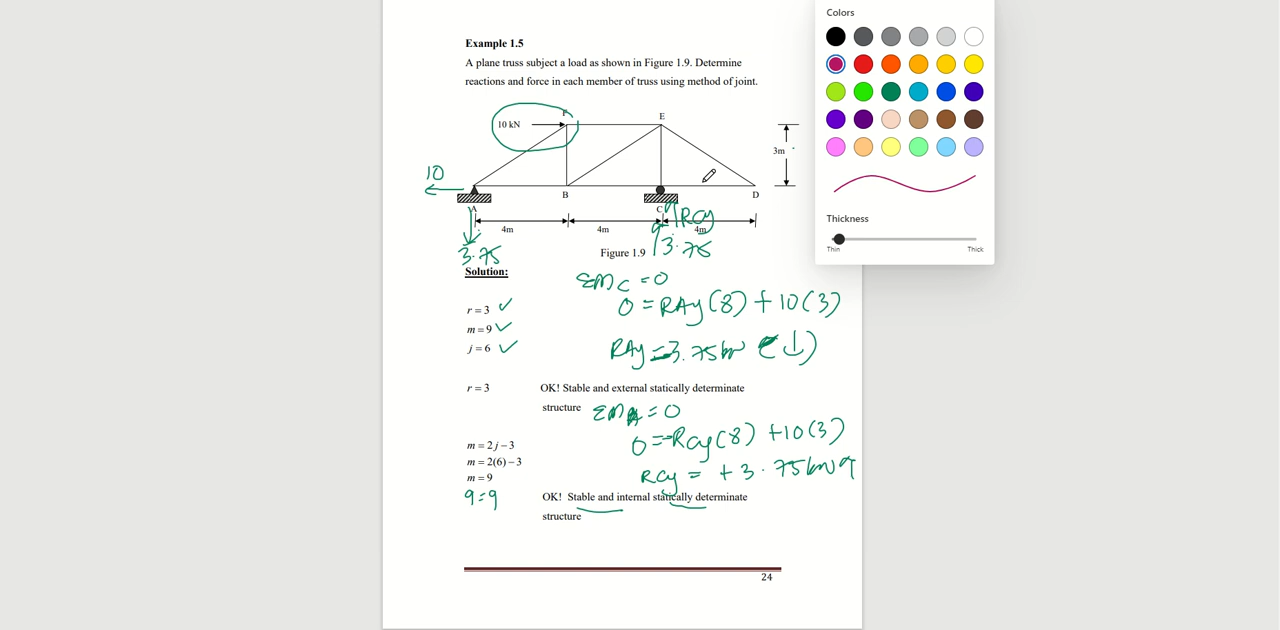 Colors
Example 1.5
A plane truss subject a load as shown in Figure 1.9. Determine
reactions and force in each member of truss using method of joint.
F
E
10 kN
3m
10
A
B
C
D
RCy
4m
4m
4m
3.75
3.75
Figure 1.9
Thickness
Thin
Thick
Solution:
ΣMC = 0
0 = RAy(8) + 10(3)
r = 3 ✓
m = 9 ✓
j = 6 ✓
RAy = -3.75kN (↓)
r = 3
OK! Stable and external statically determinate
structure
ΣMA = 0
0 = -RCy(8) + 10(3)
RCy = + 3.75kN ↑
m = 2j – 3
m = 2(6) – 3
m = 9
9 = 9
OK! Stable and internal statically determinate
structure
24